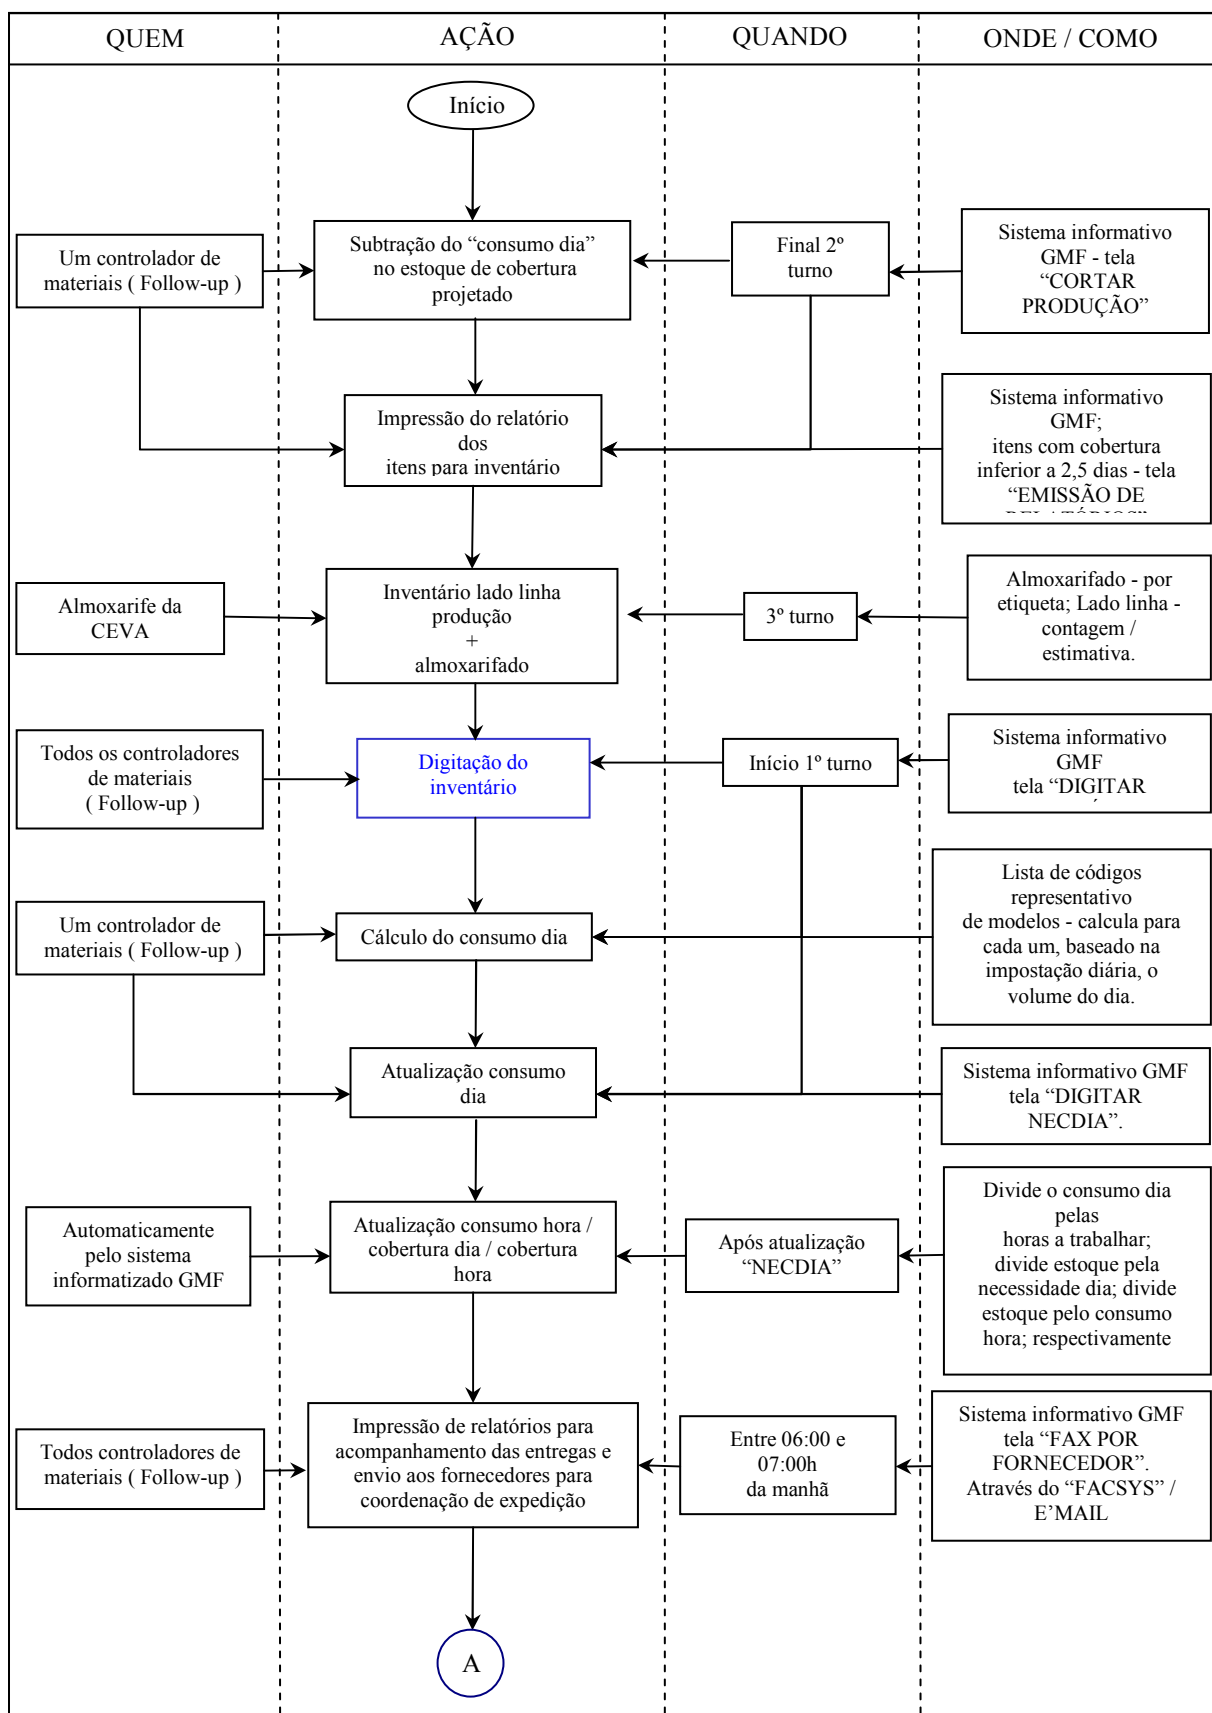 QUEM
AÇÃO
QUANDO
ONDE / COMO
Início
Um controlador de
materiais ( Follow-up )
Subtração do “consumo dia”
no estoque de cobertura
projetado
Final 2º
turno
Sistema informativo
GMF - tela
“CORTAR
PRODUÇÃO”
Impressão do relatório
dos
itens para inventário
Sistema informativo
GMF;
itens com cobertura
inferior a 2,5 dias - tela
“EMISSÃO DE
RELATÓRIOS”
Almoxarife da
CEVA
Inventário lado linha
produção
+
almoxarifado
3º turno
Almoxarifado - por
etiqueta; Lado linha -
contagem /
estimativa.
Todos os controladores
de materiais
( Follow-up )
Digitação do
inventário
Início 1º turno
Sistema informativo
GMF
tela “DIGITAR
Um controlador de
materiais ( Follow-up )
Cálculo do consumo dia
Lista de códigos
representativo
de modelos - calcula para
cada um, baseado na
impostação diária, o
volume do dia.
Atualização consumo
dia
Sistema informativo GMF
tela “DIGITAR
NECDIA”.
Automaticamente
pelo sistema
informatizado GMF
Atualização consumo hora /
cobertura dia / cobertura
hora
Após atualização
“NECDIA”
Divide o consumo dia
pelas
horas a trabalhar;
divide estoque pela
necessidade dia; divide
estoque pelo consumo
hora; respectivamente
Todos controladores de
materiais ( Follow-up )
Impressão de relatórios para
acompanhamento das entregas e
envio aos fornecedores para
coordenação de expedição
Entre 06:00 e
07:00h
da manhã
Sistema informativo GMF
tela “FAX POR
FORNECEDOR”.
Através do “FACSYS” /
E’MAIL
A